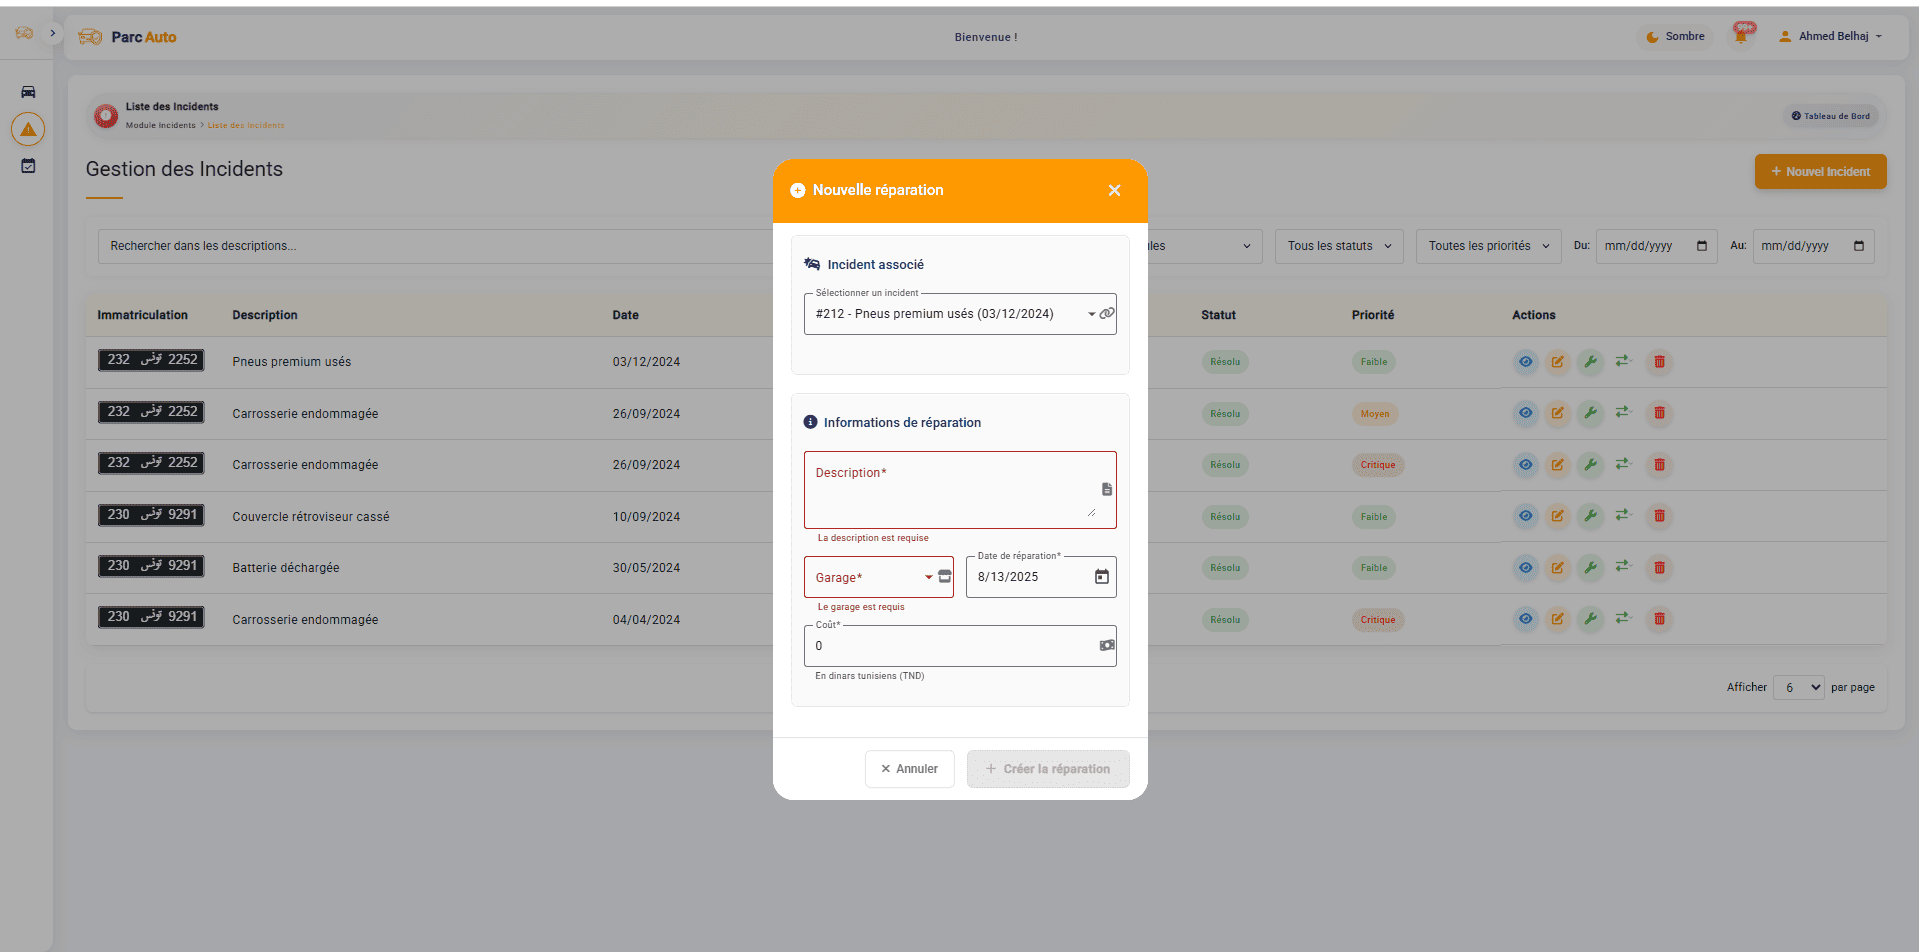 Parc Auto
Bienvenue !
Sombre
99+
Ahmed Belhaj
Liste des Incidents
Module Incidents > Liste des Incidents
Tableau de Bord
Gestion des Incidents
+ Nouvel Incident
Rechercher dans les descriptions...
les
Tous les statuts
Toutes les priorités
Du: mm/dd/yyyy
Au: mm/dd/yyyy
Immatriculation Description Date Statut Priorité Actions
232 تونس 2252 Pneus premium usés 03/12/2024 Résolu Faible
232 تونس 2252 Carrosserie endommagée 26/09/2024 Résolu Moyen
232 تونس 2252 Carrosserie endommagée 26/09/2024 Résolu Critique
230 تونس 9291 Couvercle rétroviseur cassé 10/09/2024 Résolu Faible
230 تونس 9291 Batterie déchargée 30/05/2024 Résolu Faible
230 تونس 9291 Carrosserie endommagée 04/04/2024 Résolu Critique
Afficher 6 par page
Nouvelle réparation
Incident associé
Sélectionner un incident
#212 - Pneus premium usés (03/12/2024)
Informations de réparation
Description*
La description est requise
Garage*
Le garage est requis
Date de réparation*
8/13/2025
Coût*
0
En dinars tunisiens (TND)
Annuler
+ Créer la réparation